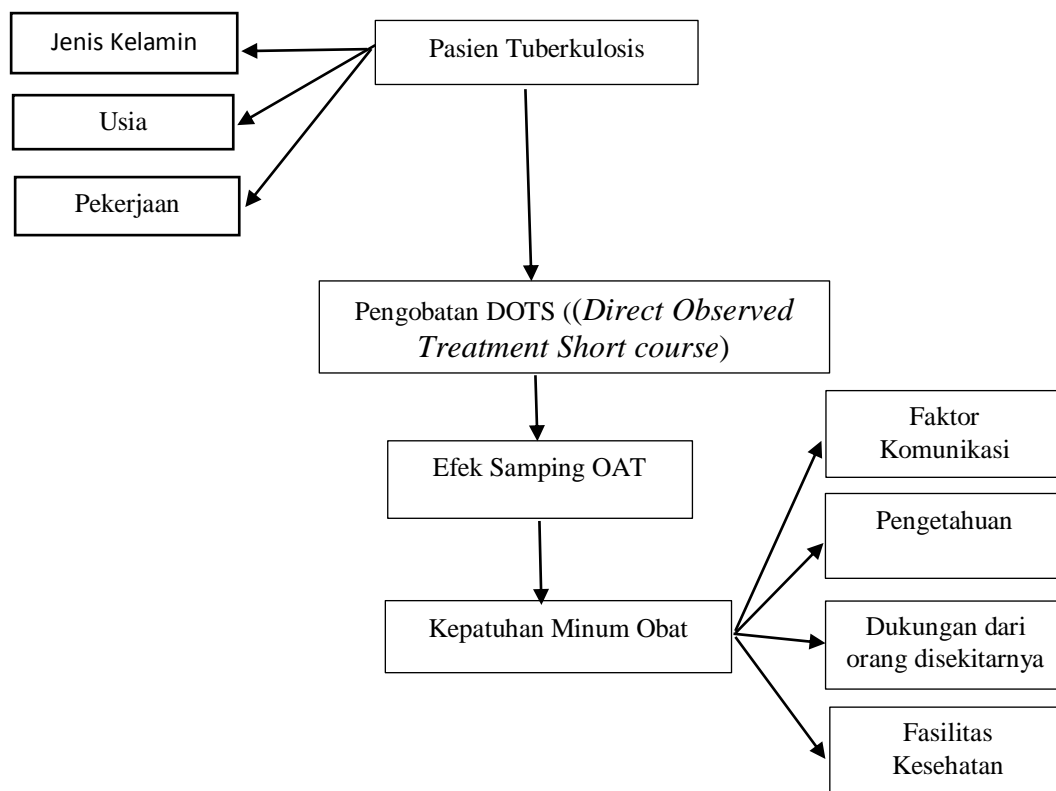 Jenis Kelamin
Pasien Tuberkulosis
Usia
Pekerjaan
Pengobatan DOTS ((Direct Observed
Treatment Short course)
Faktor
Komunikasi
Efek Samping OAT
Pengetahuan
Kepatuhan Minum Obat
Dukungan dari
orang disekitarnya
Fasilitas
Kesehatan